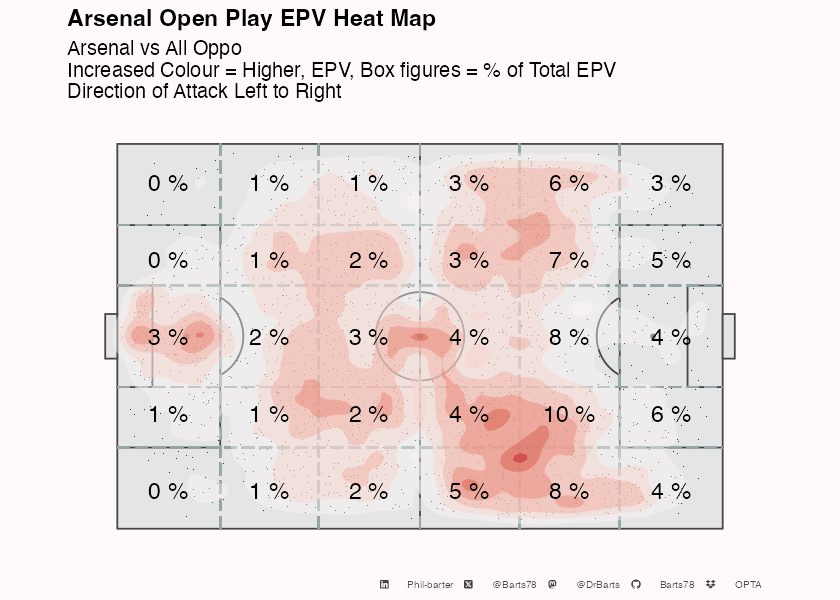 Arsenal Open Play EPV Heat Map
Arsenal vs All Oppo
Increased Colour = Higher, EPV, Box figures = % of Total EPV
Direction of Attack Left to Right
0 % 1 % 1 % 3 % 6 % 3 %
0 % 1 % 2 % 3 % 7 % 5 %
3 % 2 % 3 % 4 % 8 % 4 %
1 % 1 % 2 % 4 % 10 % 6 %
0 % 1 % 2 % 5 % 8 % 4 %
Phil-barter @Barts78 @DrBarts Barts78 OPTA